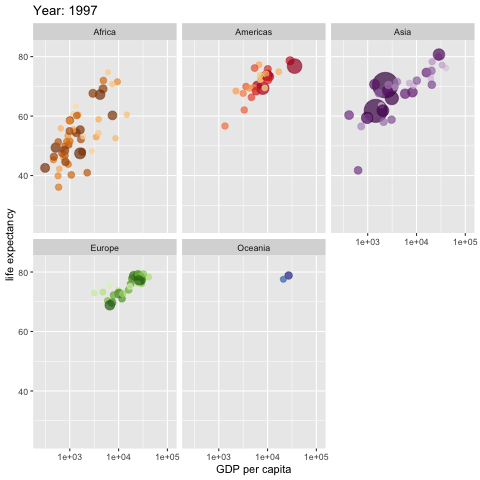 Year: 1997
Africa Americas Asia
80
60
40
1e+03 1e+04 1e+05
Europe Oceania
80
60
40
1e+03 1e+04 1e+05 1e+03 1e+04 1e+05
GDP per capita
life expectancy